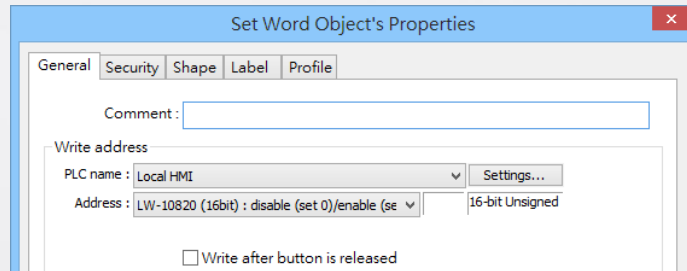 Set Word Object's Properties
×
General Security Shape Label Profile
Comment :
Write address
PLC name : Local HMI Settings...
Address : LW-10820 (16bit) : disable (set 0)/enable (se 16-bit Unsigned
Write after button is released